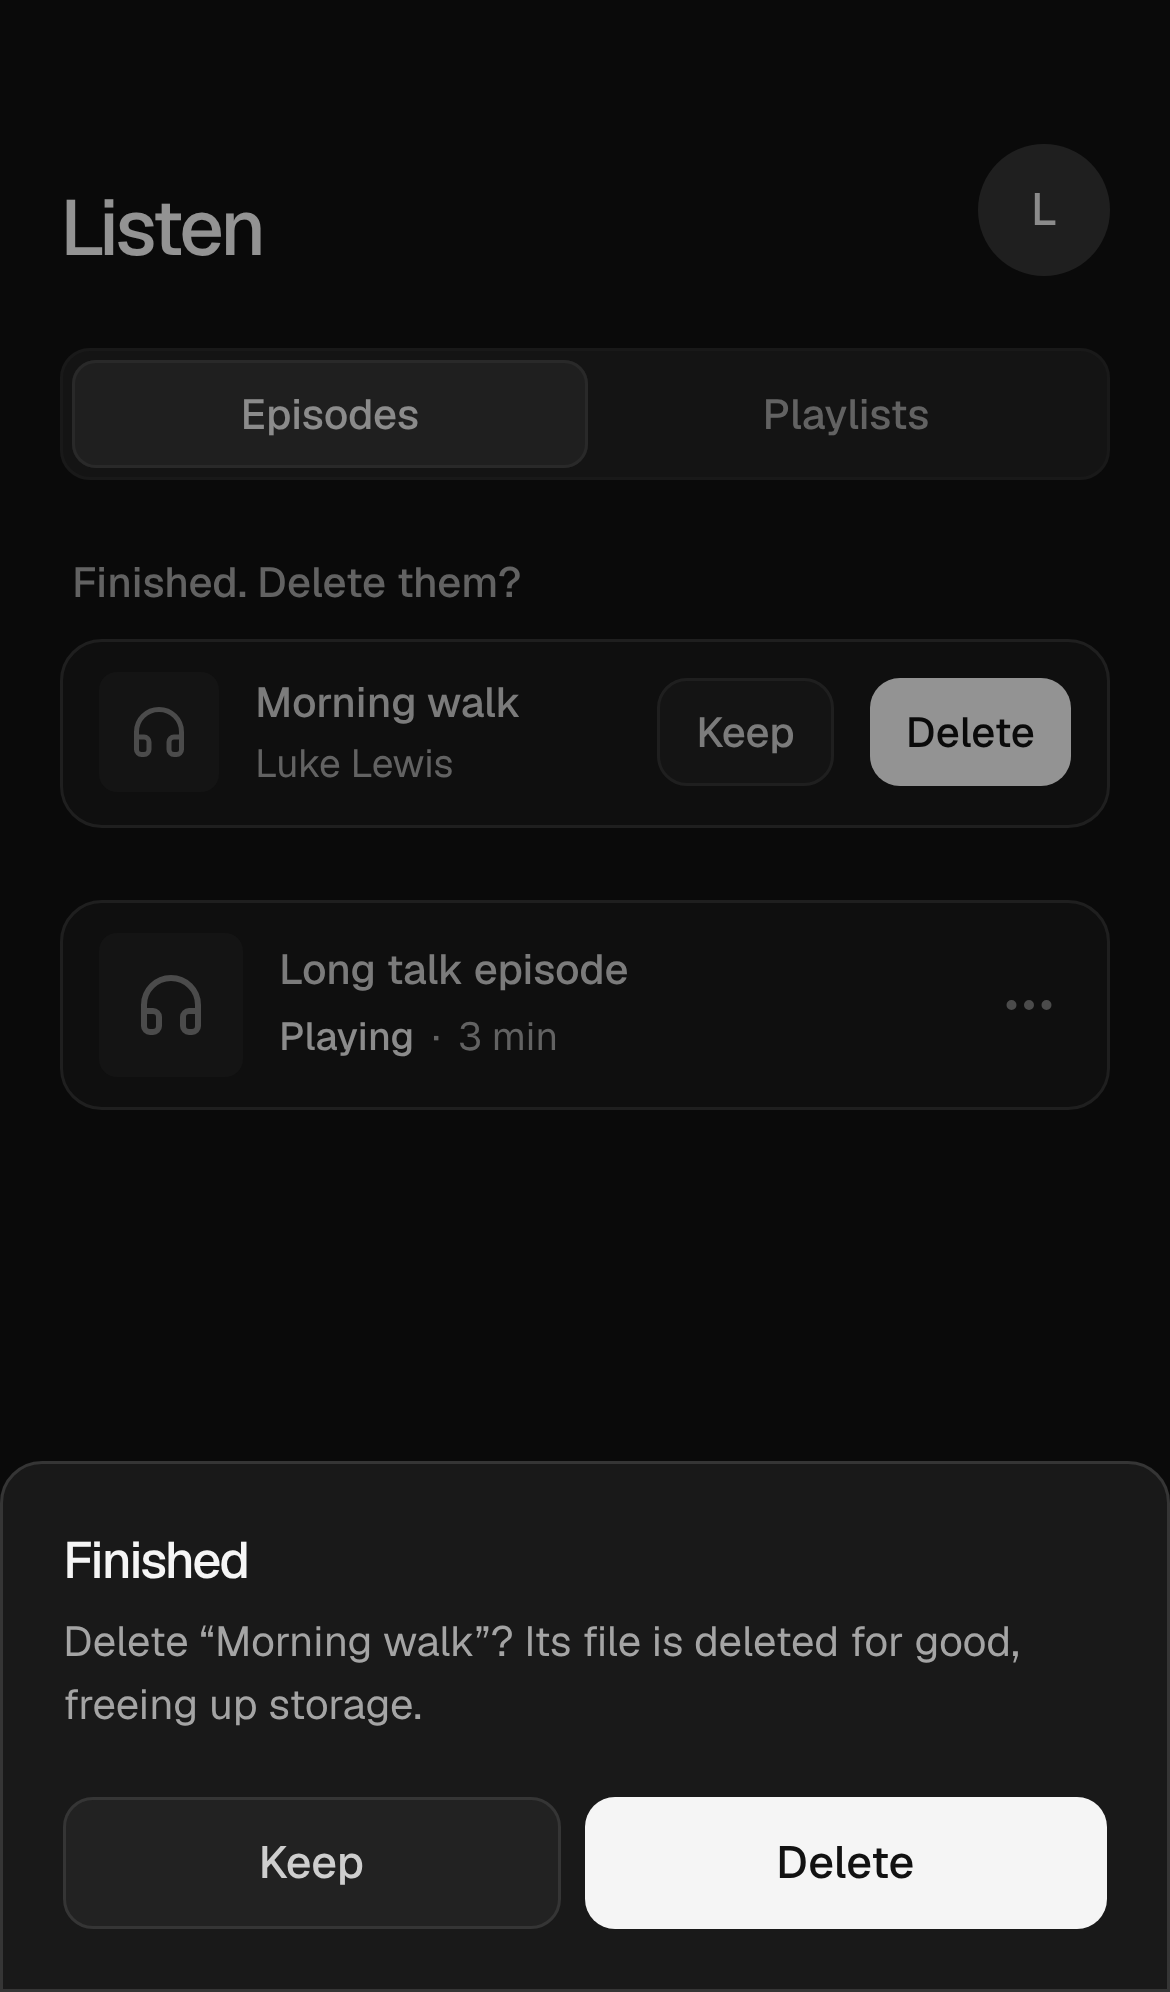 Listen
L
Episodes
Playlists
Finished. Delete them?
Morning walk
Luke Lewis
Keep
Delete
Long talk episode
Playing · 3 min
Finished
Delete “Morning walk”? Its file is deleted for good,
freeing up storage.
Keep
Delete